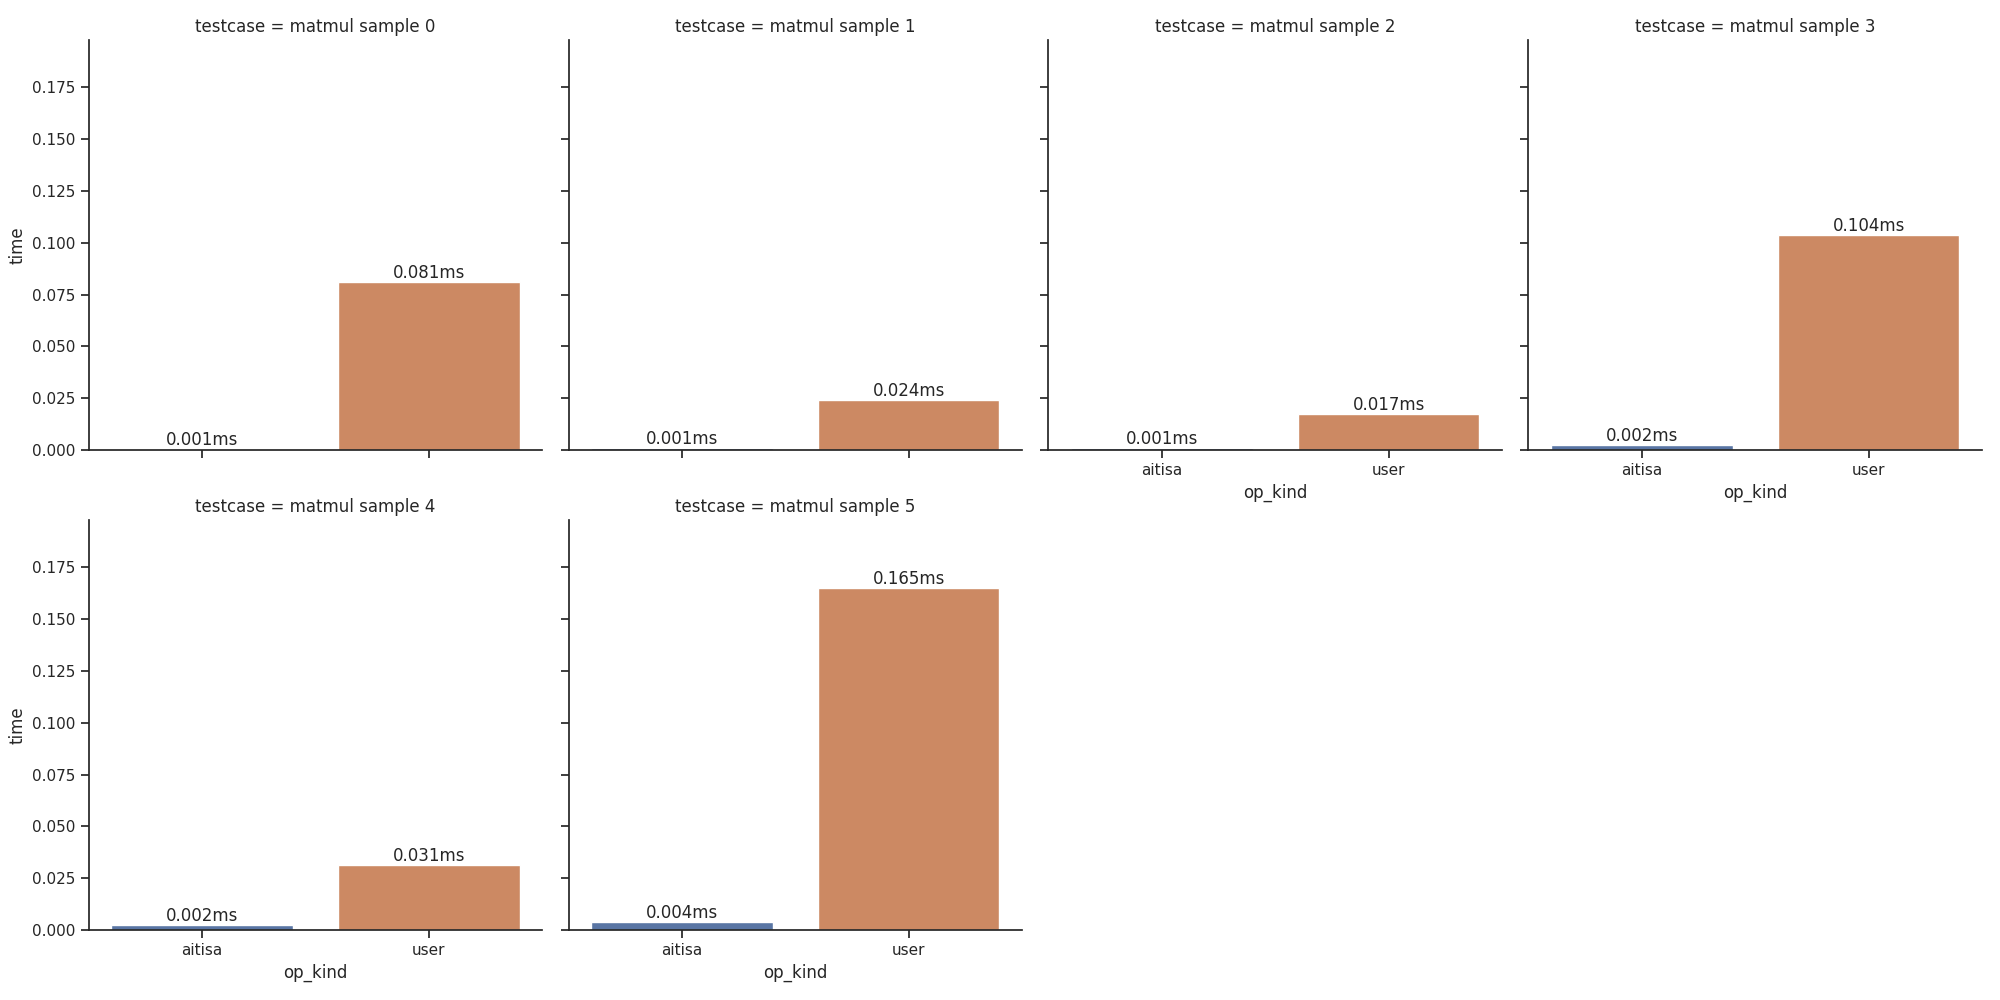 testcase = matmul sample 0
testcase = matmul sample 1
testcase = matmul sample 2
testcase = matmul sample 3
time
0.175
0.150
0.125
0.100
0.075
0.050
0.025
0.000
0.001ms
0.081ms
0.001ms
0.024ms
0.001ms
0.017ms
0.002ms
0.104ms
aitisa
user
op_kind
aitisa
user
op_kind
testcase = matmul sample 4
testcase = matmul sample 5
time
0.175
0.150
0.125
0.100
0.075
0.050
0.025
0.000
0.002ms
0.031ms
0.004ms
0.165ms
aitisa
user
op_kind
aitisa
user
op_kind